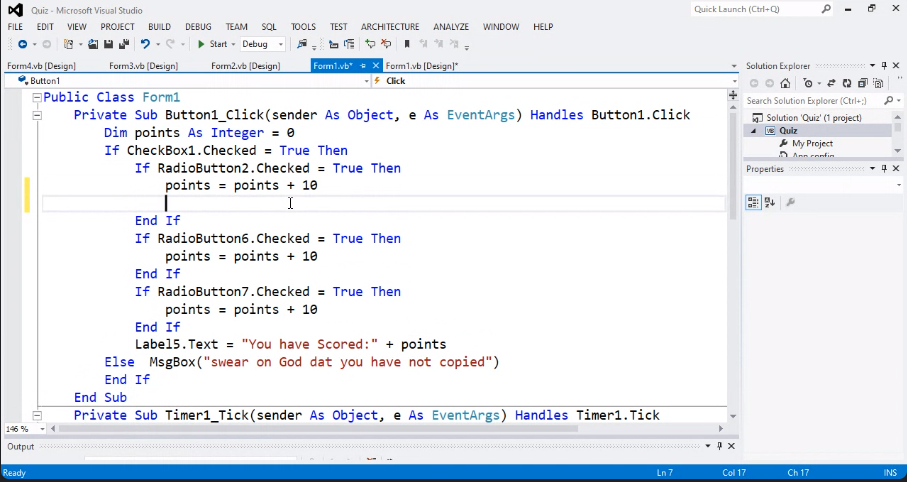 Quiz - Microsoft Visual Studio
Quick Launch (Ctrl+Q)
FILE EDIT VIEW PROJECT BUILD DEBUG TEAM SQL TOOLS TEST ARCHITECTURE ANALYZE WINDOW HELP
Start Debug
Form4.vb [Design] Form3.vb [Design] Form2.vb [Design] Form1.vb* Form1.vb [Design]*
Button1 Click
Public Class Form1
Private Sub Button1_Click(sender As Object, e As EventArgs) Handles Button1.Click
Dim points As Integer = 0
If CheckBox1.Checked = True Then
If RadioButton2.Checked = True Then
points = points + 10
End If
If RadioButton6.Checked = True Then
points = points + 10
End If
If RadioButton7.Checked = True Then
points = points + 10
End If
Label5.Text = "You have Scored:" + points
Else MsgBox("swear on God dat you have not copied")
End If
End Sub
Private Sub Timer1_Tick(sender As Object, e As EventArgs) Handles Timer1.Tick
146 %
Output
Solution Explorer
Search Solution Explorer (Ctrl+;)
Solution 'Quiz' (1 project)
Quiz
My Project
App.config
Properties
Ready Ln 7 Col 17 Ch 17 INS